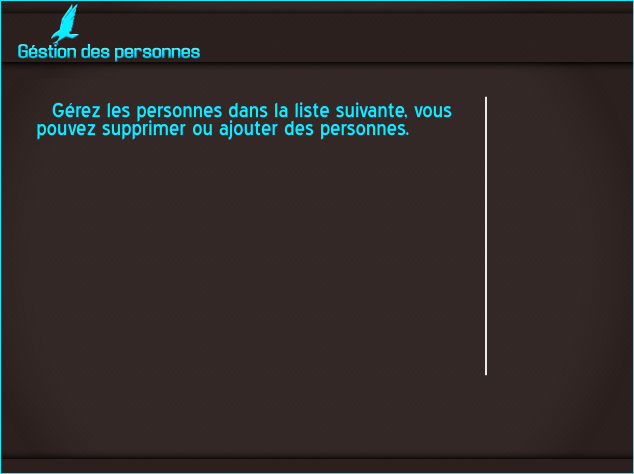 Géstion des personnes
Gérez les personnes dans la liste suivante, vous
pouvez supprimer ou ajouter des personnes.